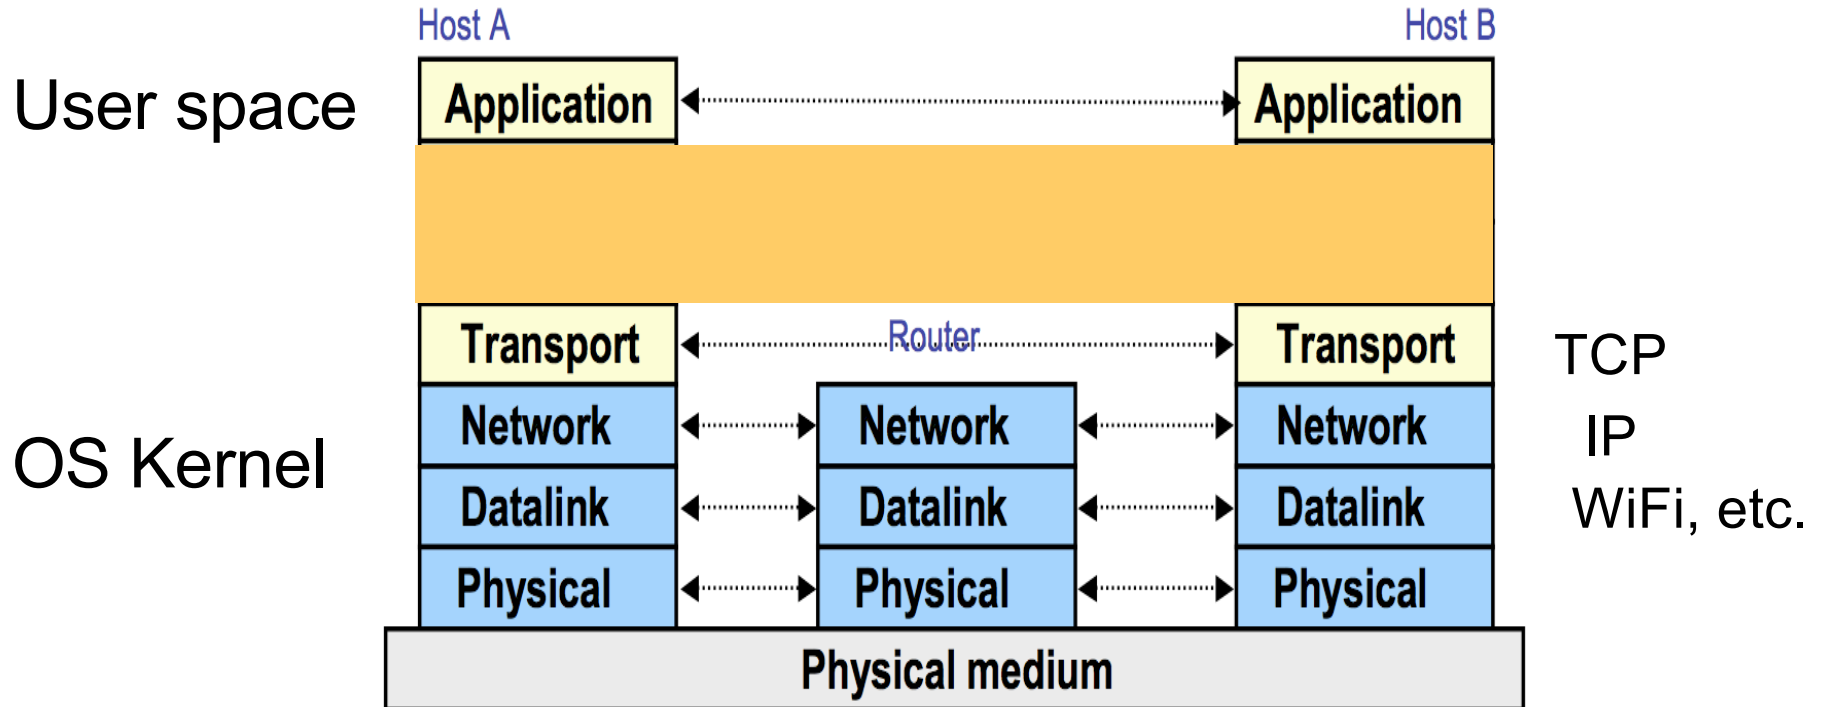 Host A Host B
User space Application Application
Transport Router Transport TCP
Network Network Network IP
OS Kernel
Datalink Datalink Datalink WiFi, etc.
Physical Physical Physical
Physical medium